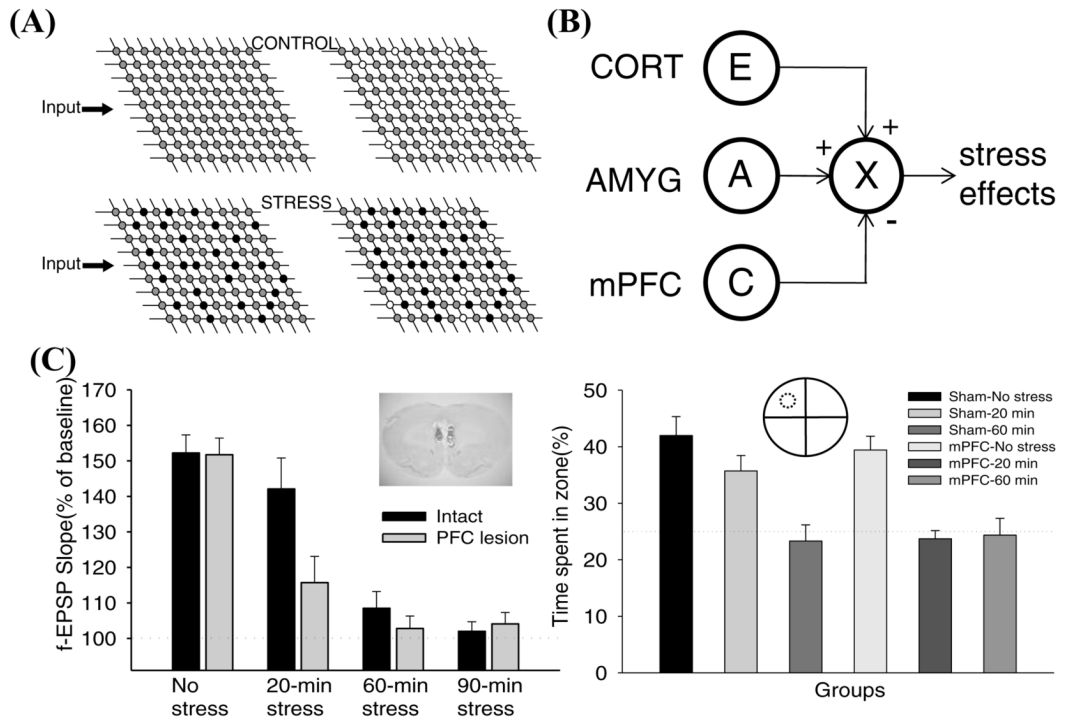 (A)
CONTROL
Input
STRESS
Input
(B)
CORT
E
+
AMYG
+
A
X
stress
effects
-
mPFC
C
(C)
170
160
150
140
130
120
110
100
f-EPSP Slope(% of baseline)
Intact
PFC lesion
No
stress
20-min
stress
60-min
stress
90-min
stress
50
40
30
20
10
0
Time spent in zone(%)
Sham-No stress
Sham-20 min
Sham-60 min
mPFC-No stress
mPFC-20 min
mPFC-60 min
Groups